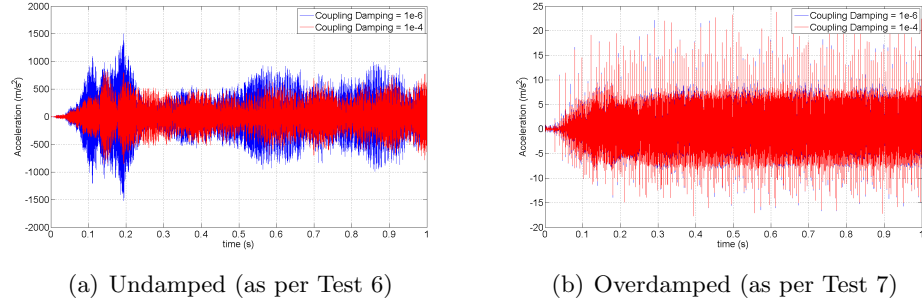 Coupling Damping = 1e-6
Coupling Damping = 1e-4
Acceleration (m/s²)
2000
1500
1000
500
0
-500
-1000
-1500
-2000
0 0.1 0.2 0.3 0.4 0.5 0.6 0.7 0.8 0.9 1
time (s)
(a) Undamped (as per Test 6)
Coupling Damping = 1e-6
Coupling Damping = 1e-4
Acceleration (m/s²)
25
20
15
10
5
0
-5
-10
-15
-20
0 0.1 0.2 0.3 0.4 0.5 0.6 0.7 0.8 0.9 1
time (s)
(b) Overdamped (as per Test 7)